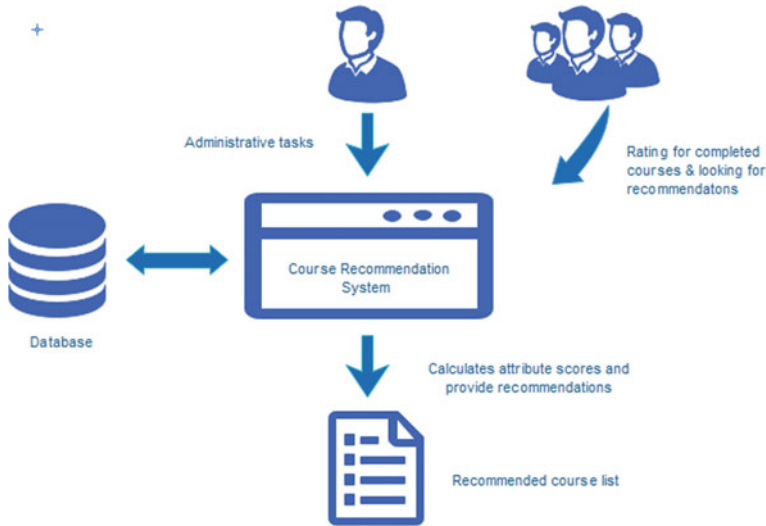 Administrative tasks
Rating for completed
courses & looking for
recommendatons
Course Recommendation
System
Database
Calculates attribute scores and
provide recommendations
Recommended course list